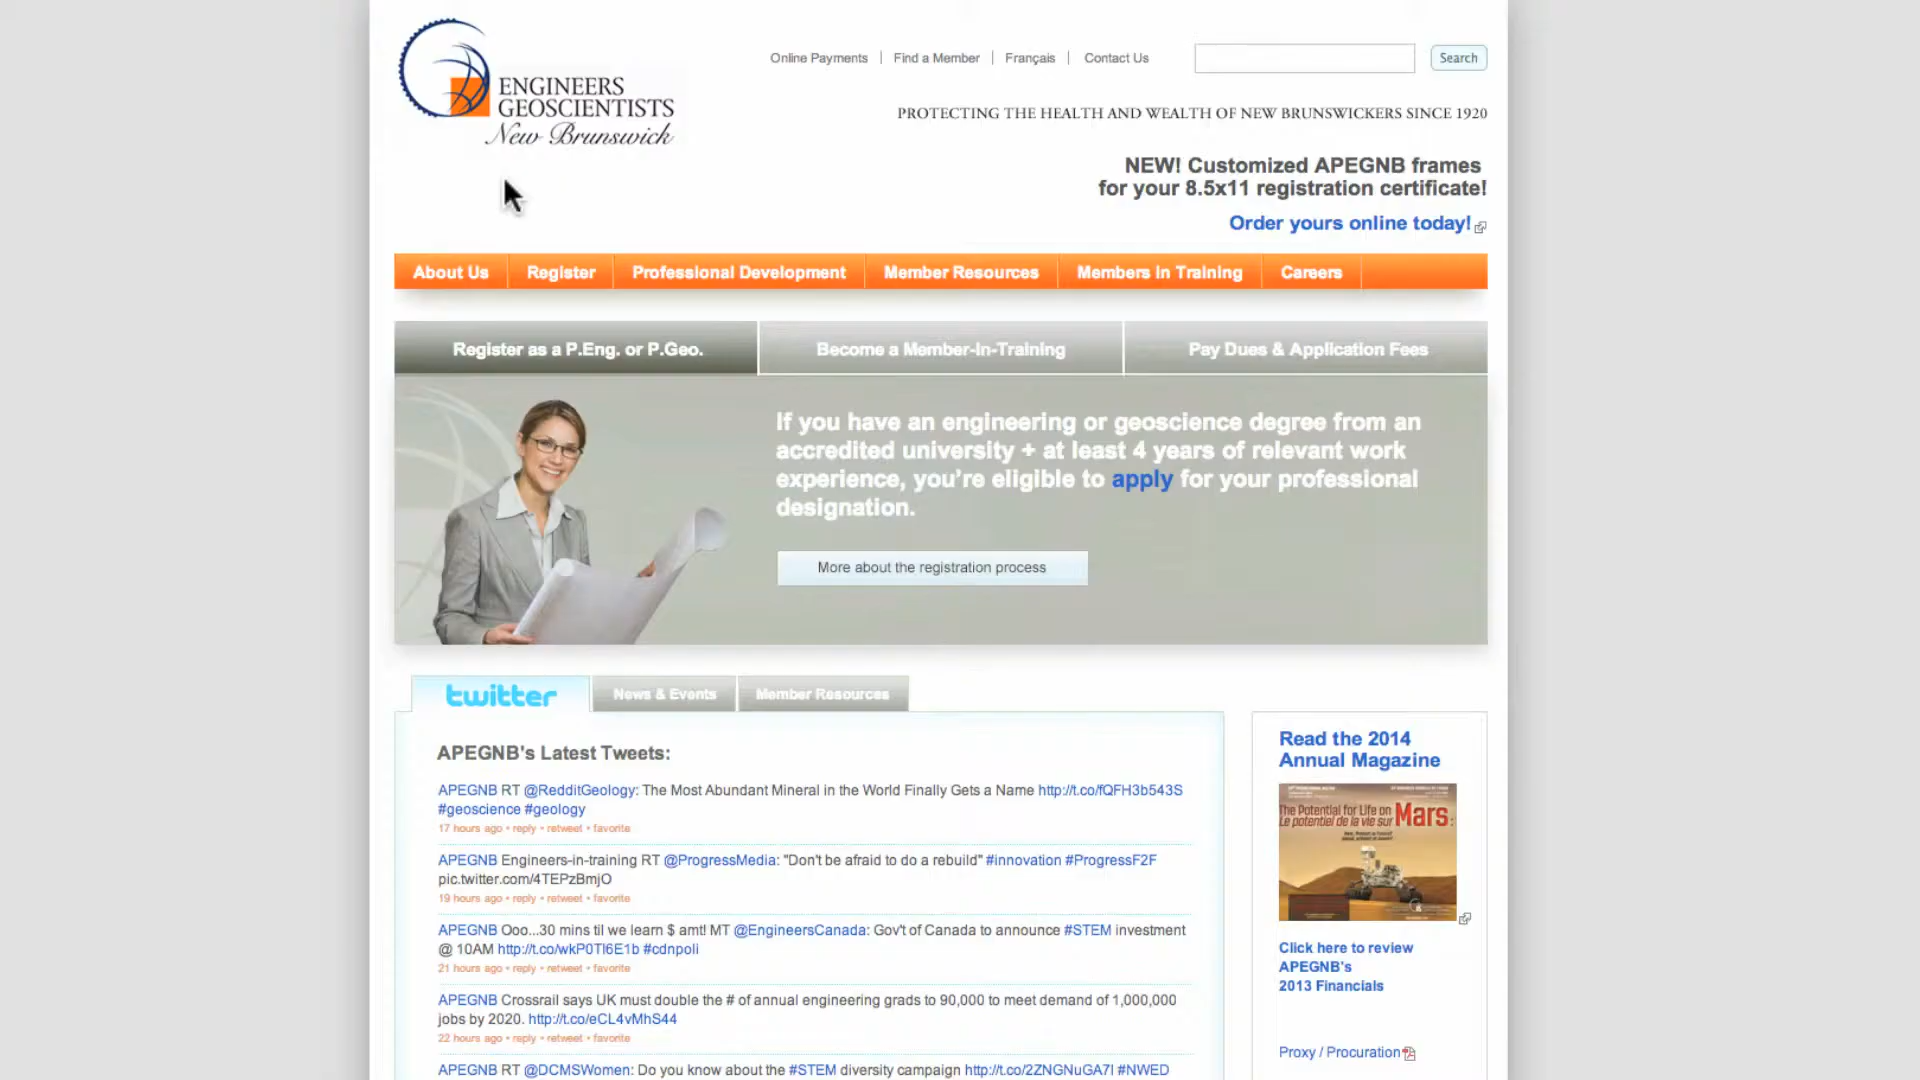 ENGINEERS
GEOSCIENTISTS
New Brunswick
Online Payments | Find a Member | Français | Contact Us
Search
PROTECTING THE HEALTH AND WEALTH OF NEW BRUNSWICKERS SINCE 1920
NEW! Customized APEGNB frames
for your 8.5x11 registration certificate!
Order yours online today!
About Us Register Professional Development Member Resources Members In Training Careers
Register as a P.Eng. or P.Geo. Become a Member-In-Training Pay Dues & Application Fees
If you have an engineering or geoscience degree from an
accredited university + at least 4 years of relevant work
experience, you're eligible to apply for your professional
designation.
More about the registration process
twitter News & Events Member Resources
APEGNB's Latest Tweets:
APEGNB RT @RedditGeology: The Most Abundant Mineral in the World Finally Gets a Name http://t.co/fQFH3b543S
#geoscience #geology
17 hours ago • reply • retweet • favorite
APEGNB Engineers-in-training RT @ProgressMedia: "Don't be afraid to do a rebuild" #innovation #ProgressF2F
pic.twitter.com/4TEPzBmjO
19 hours ago • reply • retweet • favorite
APEGNB Ooo...30 mins til we learn $ amt! MT @EngineersCanada: Gov't of Canada to announce #STEM investment
@ 10AM http://t.co/wkP0Tl6E1b #cdnpoli
21 hours ago • reply • retweet • favorite
APEGNB Crossrail says UK must double the # of annual engineering grads to 90,000 to meet demand of 1,000,000
jobs by 2020. http://t.co/eCL4vMhS44
22 hours ago • reply • retweet • favorite
APEGNB RT @DCMSWomen: Do you know about the #STEM diversity campaign http://t.co/2ZNGNuGA7l #NWED
Read the 2014
Annual Magazine
The Potential for Life on
Le potentiel de la vie sur Mars:
Click here to review
APEGNB's
2013 Financials
Proxy / Procuration